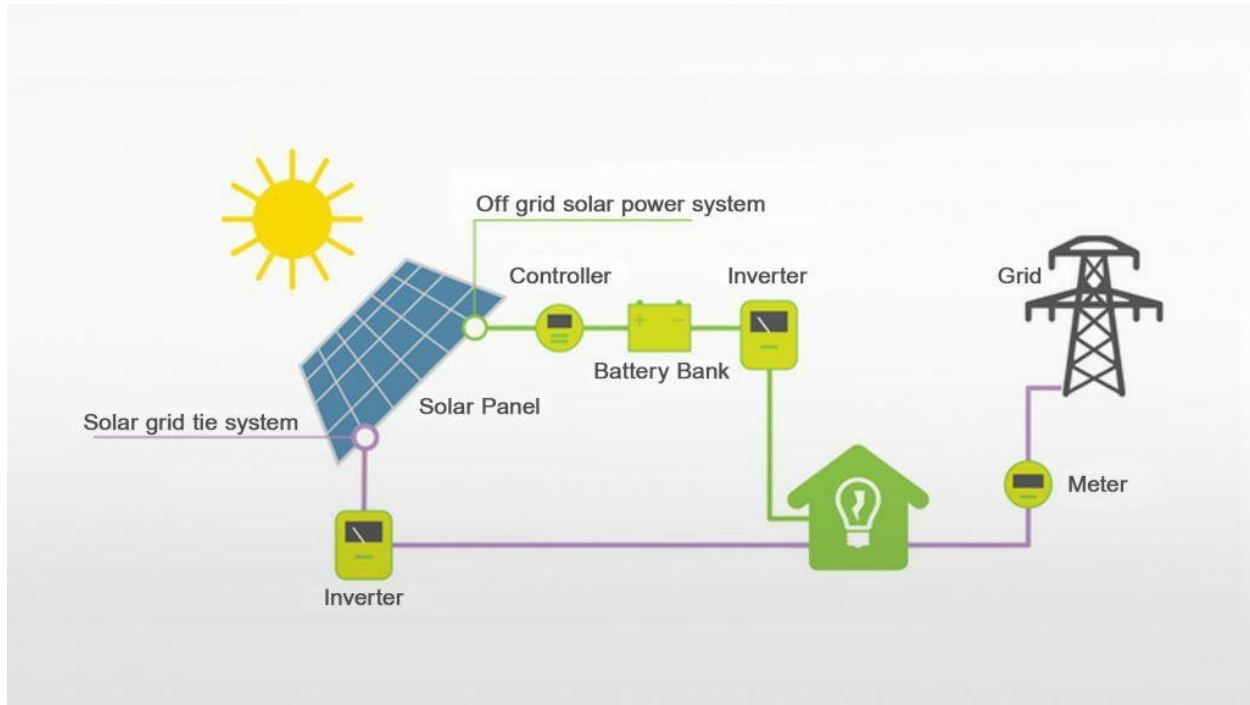 Off grid solar power system
Controller
Inverter
Grid
Battery Bank
Solar Panel
Solar grid tie system
Meter
Inverter